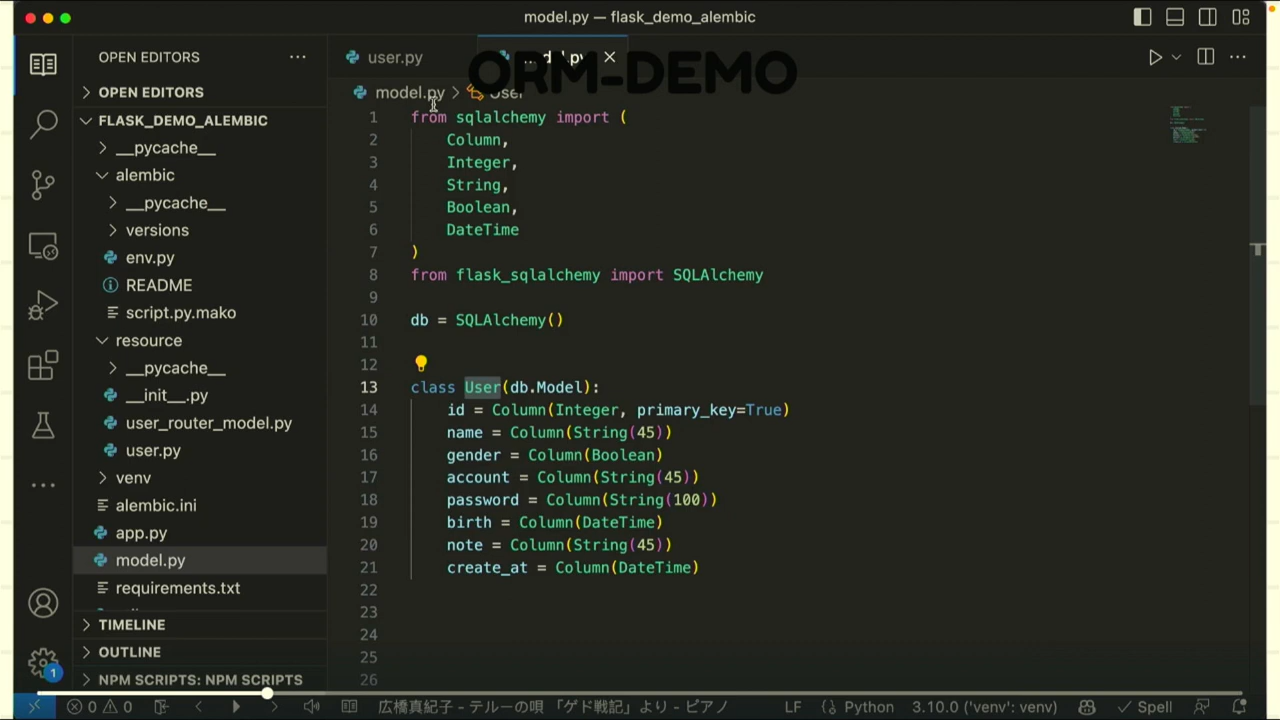 model.py — flask_demo_alembic
OPEN EDITORS
user.py
model.py
ORM-DEMO
OPEN EDITORS
model.py > User
FLASK_DEMO_ALEMBIC
__pycache__
alembic
__pycache__
versions
env.py
README
script.py.mako
resource
__pycache__
__init__.py
user_router_model.py
user.py
venv
alembic.ini
app.py
model.py
requirements.txt
TIMELINE
OUTLINE
NPM SCRIPTS: NPM SCRIPTS
1 from sqlalchemy import (
2 Column,
3 Integer,
4 String,
5 Boolean,
6 DateTime
7 )
8 from flask_sqlalchemy import SQLAlchemy
9
10 db = SQLAlchemy()
11
12
13 class User(db.Model):
14 id = Column(Integer, primary_key=True)
15 name = Column(String(45))
16 gender = Column(Boolean)
17 account = Column(String(45))
18 password = Column(String(100))
19 birth = Column(DateTime)
20 note = Column(String(45))
21 create_at = Column(DateTime)
22
23
24
25
26
1
0 0 広橋真紀子 - テルーの唄 「ゲド戦記」より - ピアノ LF Python 3.10.0 ('venv': venv) Spell